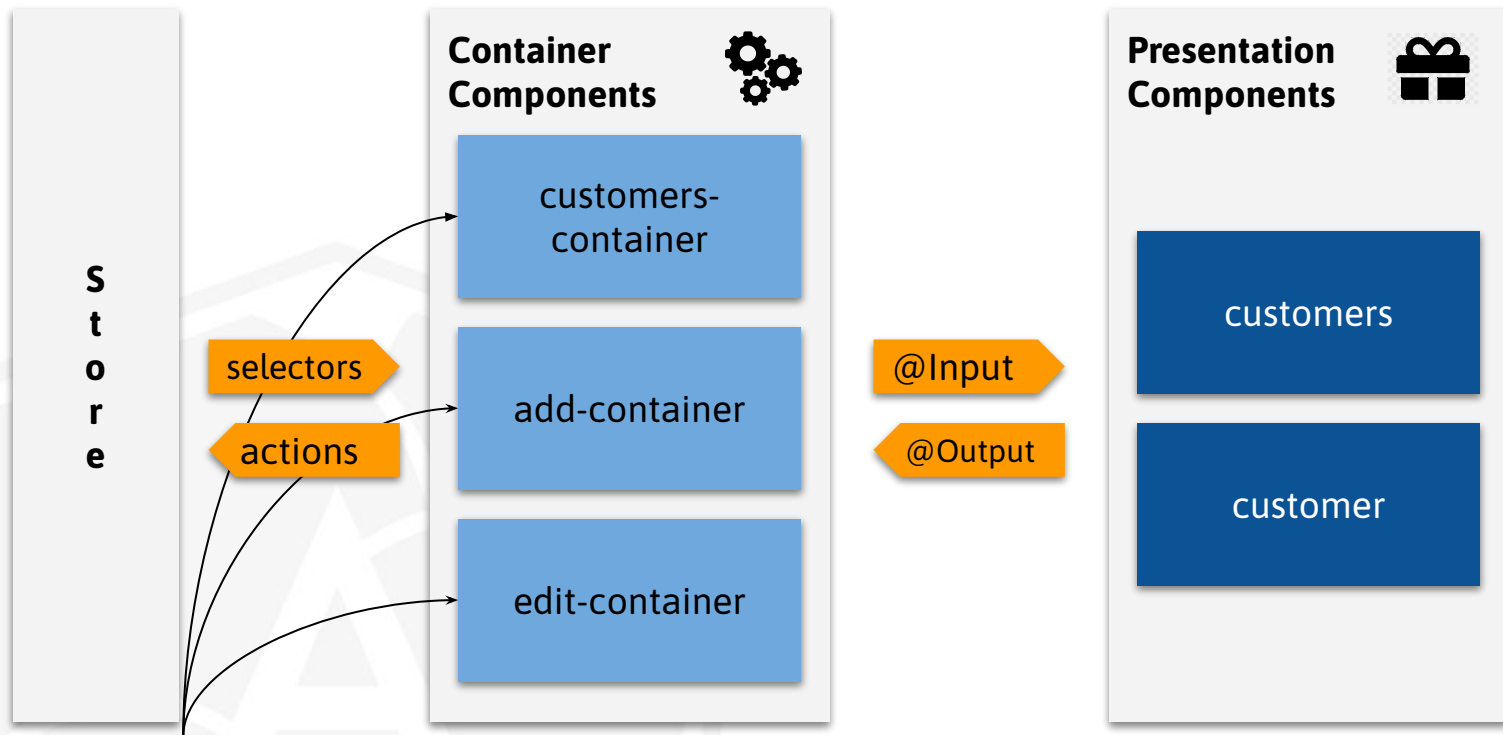 S
t
o
r
e
Container
Components
customers-
container
add-container
edit-container
selectors
actions
@Input
@Output
Presentation
Components
customers
customer